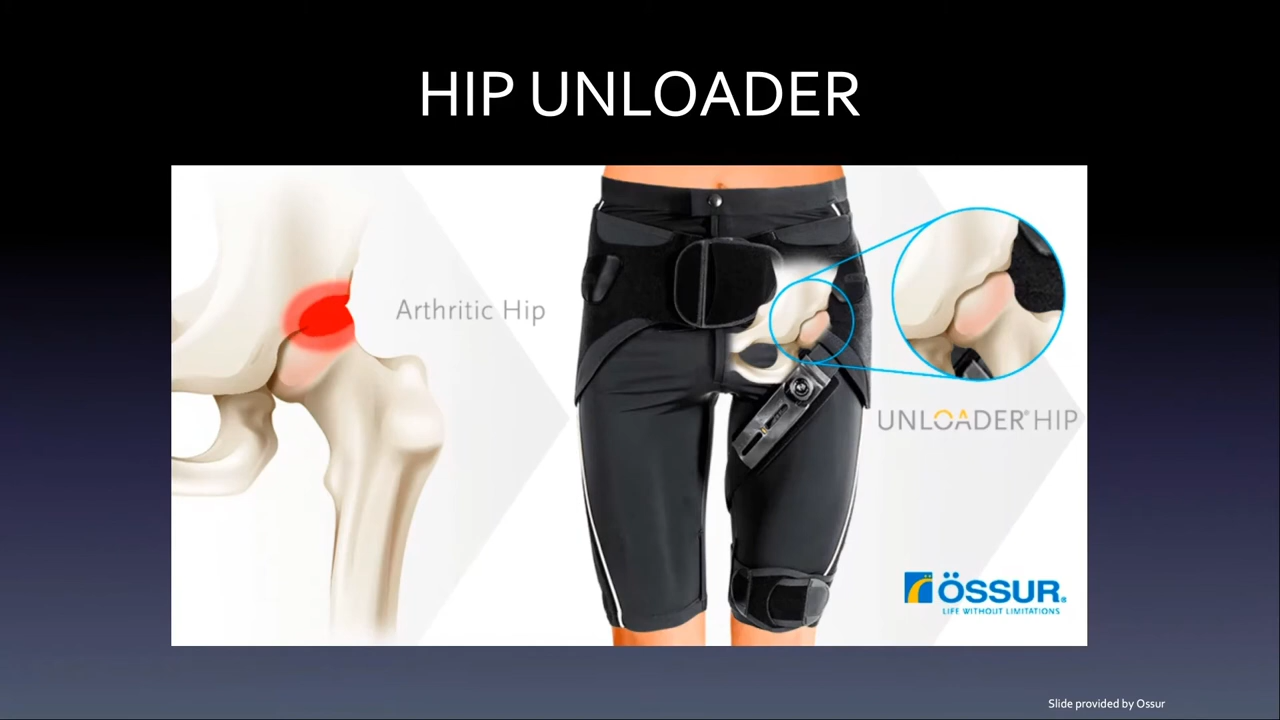 HIP UNLOADER
Arthritic Hip
UNLOADER® HIP
ÖSSUR®
LIFE WITHOUT LIMITATIONS
Slide provided by Ossur